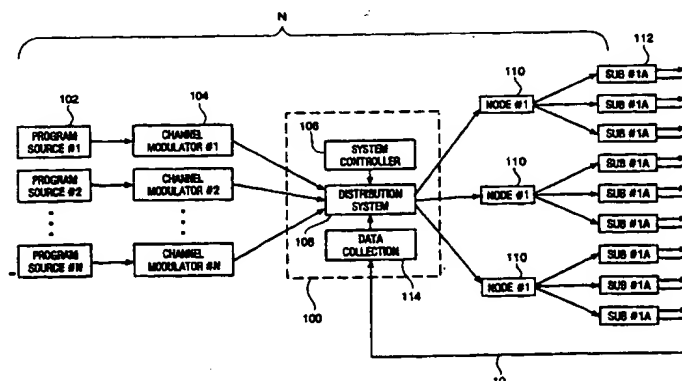 N
102
104
110
112
PROGRAM
SOURCE #1
CHANNEL
MODULATOR #1
SYSTEM
CONTROLLER
NODE #1
SUB #1A
SUB #1A
SUB #1A
PROGRAM
SOURCE #2
CHANNEL
MODULATOR #2
DISTRIBUTION
SYSTEM
110
NODE #1
SUB #1A
SUB #1A
SUB #1A
PROGRAM
SOURCE #N
CHANNEL
MODULATOR #N
DATA
COLLECTION
114
100
110
NODE #1
SUB #1A
SUB #1A
SUB #1A